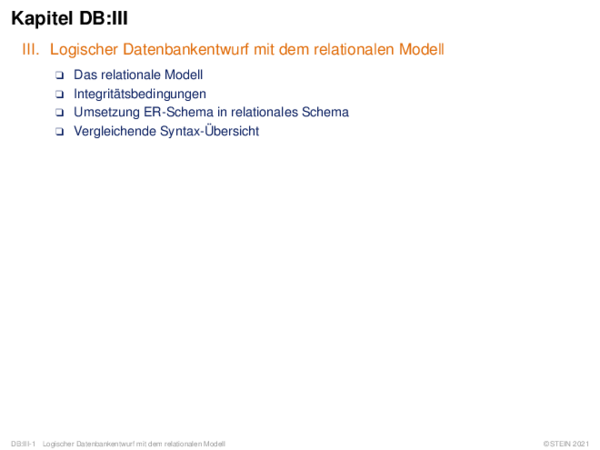 Kapitel DB:III
III. Logischer Datenbankentwurf mit dem relationalen Modell
❑ Das relationale Modell
❑ Integritätsbedingungen
❑ Umsetzung ER-Schema in relationales Schema
❑ Vergleichende Syntax-Übersicht
DB:III-1 Logischer Datenbankentwurf mit dem relationalen Modell
©STEIN 2021